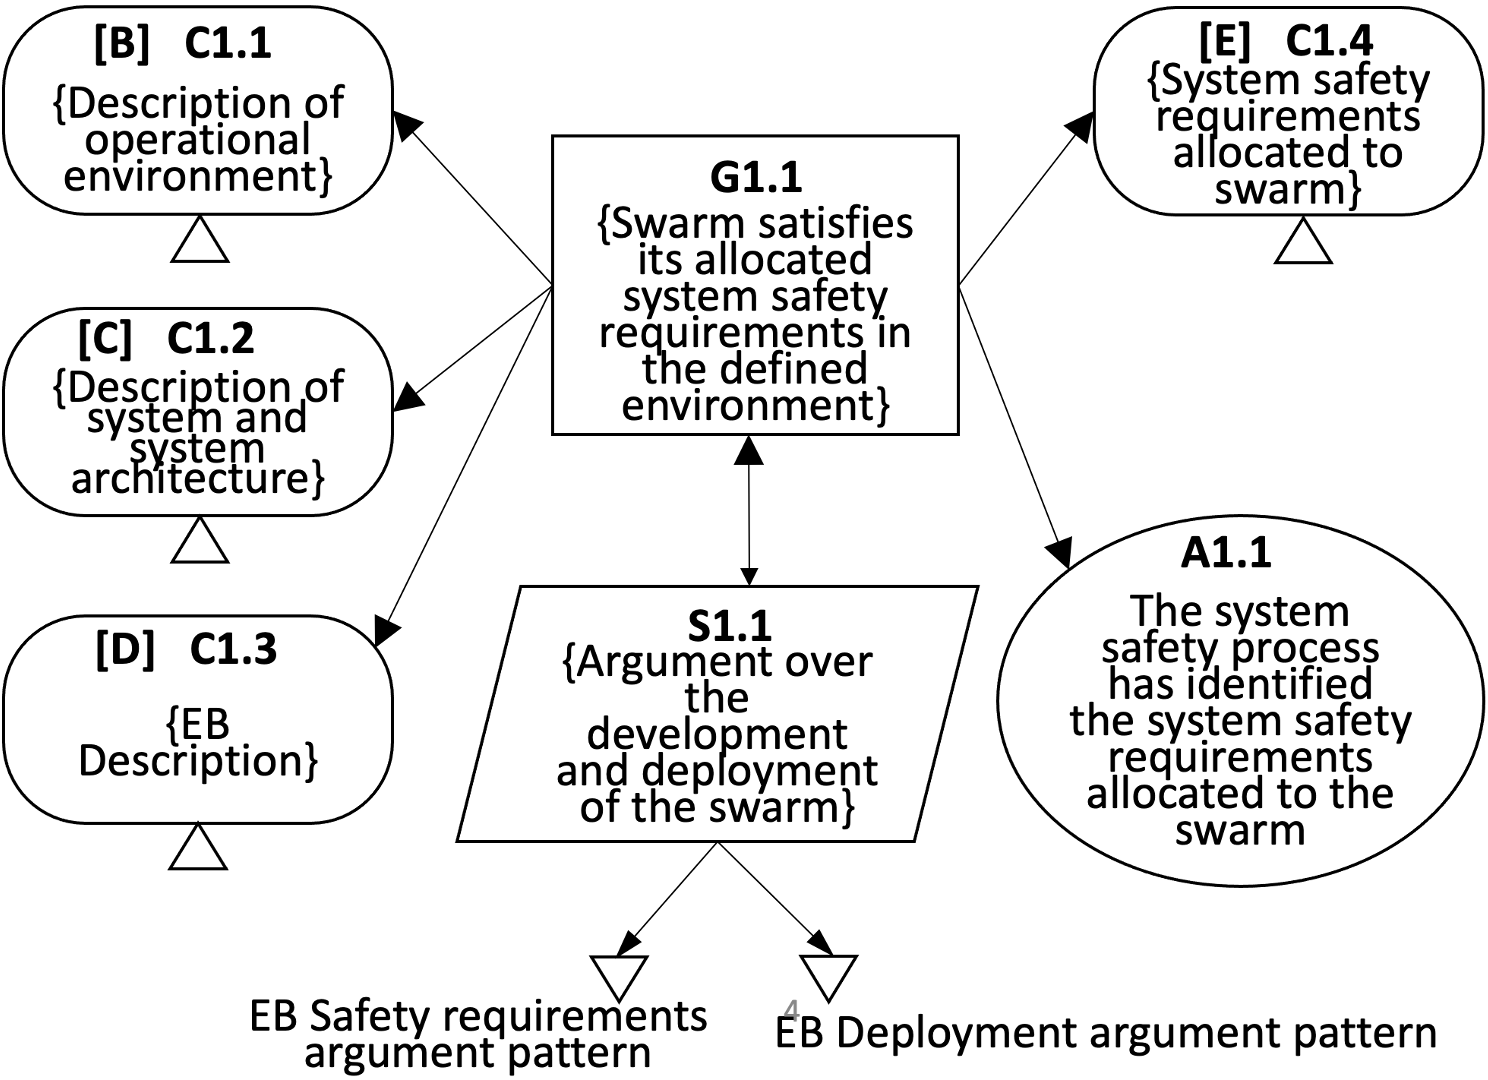 [B] C1.1
{Description of
operational
environment}
[E] C1.4
{System safety
requirements
allocated to
swarm}
G1.1
{Swarm satisfies
its allocated
system safety
requirements in
the defined
environment}
[C] C1.2
{Description of
system and
system
architecture}
[D] C1.3
{EB
Description}
S1.1
{Argument over
the
development
and deployment
of the swarm}
A1.1
The system
safety process
has identified
the system safety
requirements
allocated to the
swarm
EB Safety requirements
argument pattern
4
EB Deployment argument pattern